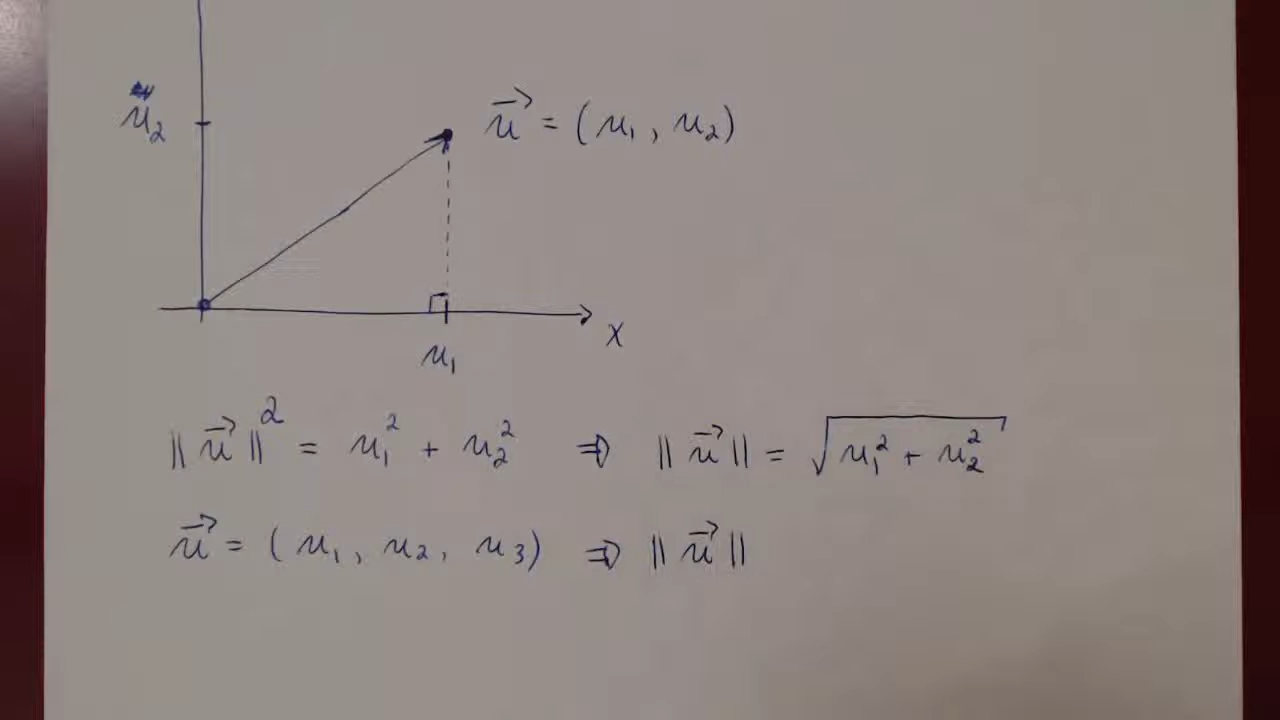 u₂
u⃗ = (u₁, u₂)
x
u₁
‖u⃗‖² = u₁² + u₂² ⇒ ‖u⃗‖ = √(u₁² + u₂²)
u⃗ = (u₁, u₂, u₃) ⇒ ‖u⃗‖